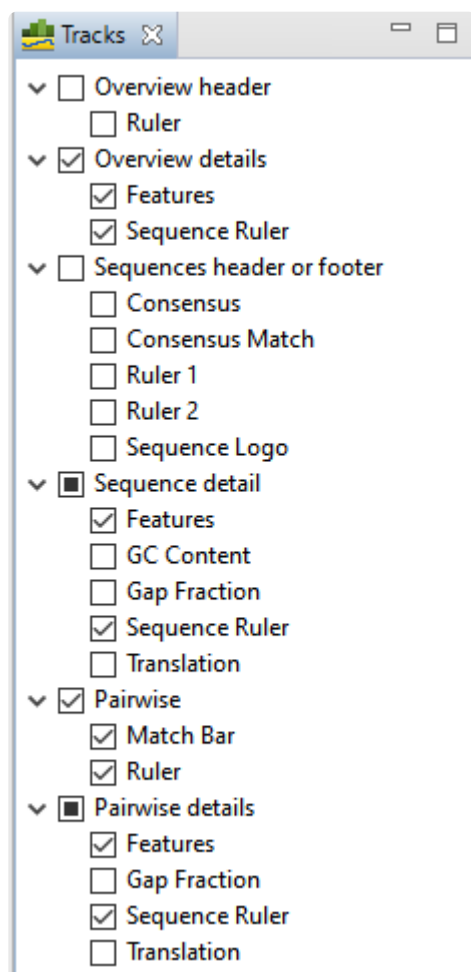 Tracks
Overview header
Ruler
Overview details
Features
Sequence Ruler
Sequences header or footer
Consensus
Consensus Match
Ruler 1
Ruler 2
Sequence Logo
Sequence detail
Features
GC Content
Gap Fraction
Sequence Ruler
Translation
Pairwise
Match Bar
Ruler
Pairwise details
Features
Gap Fraction
Sequence Ruler
Translation